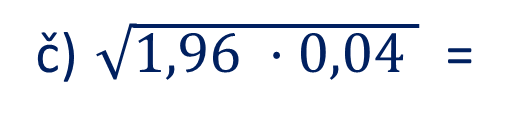 č) √1,96 · 0,04 =